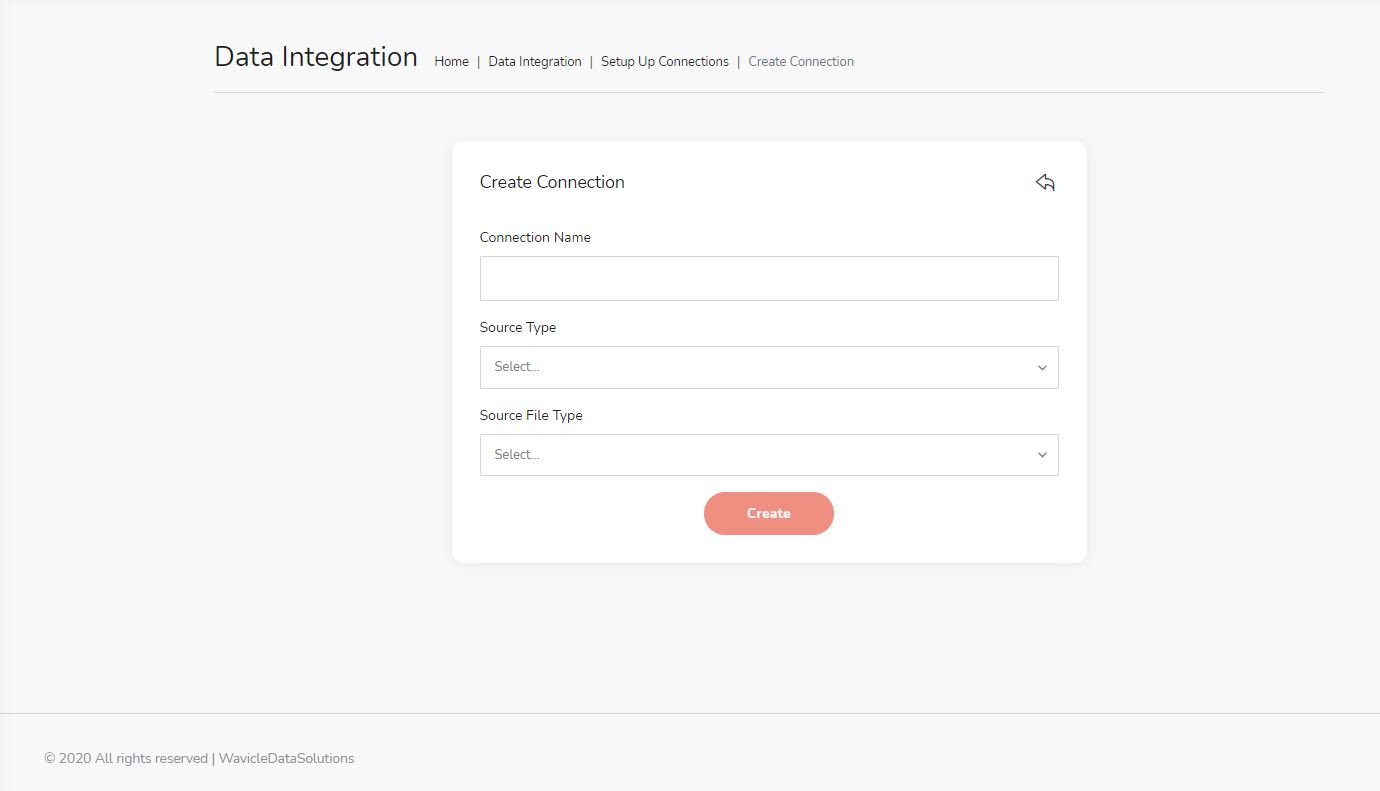 Data Integration Home | Data Integration | Setup Up Connections | Create Connection
Create Connection
Connection Name
Source Type
Select...
Source File Type
Select...
Create
© 2020 All rights reserved | WavicleDataSolutions